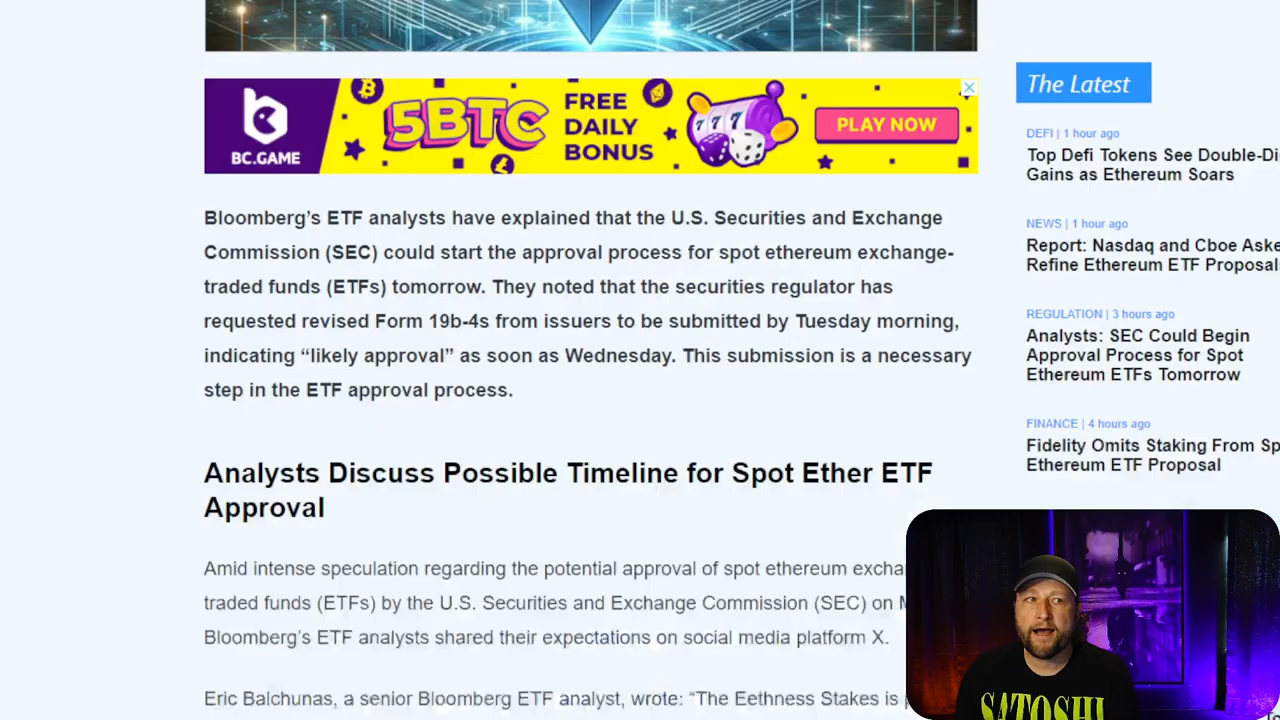 BC.GAME
5BTC
FREE
DAILY
BONUS
777
PLAY NOW
Bloomberg's ETF analysts have explained that the U.S. Securities and Exchange
Commission (SEC) could start the approval process for spot ethereum exchange-
traded funds (ETFs) tomorrow. They noted that the securities regulator has
requested revised Form 19b-4s from issuers to be submitted by Tuesday morning,
indicating “likely approval” as soon as Wednesday. This submission is a necessary
step in the ETF approval process.
Analysts Discuss Possible Timeline for Spot Ether ETF
Approval
Amid intense speculation regarding the potential approval of spot ethereum excha
traded funds (ETFs) by the U.S. Securities and Exchange Commission (SEC) on
Bloomberg's ETF analysts shared their expectations on social media platform X.
Eric Balchunas, a senior Bloomberg ETF analyst, wrote: “The Eethness Stakes is
The Latest
DEFI | 1 hour ago
Top Defi Tokens See Double-Di
Gains as Ethereum Soars
NEWS | 1 hour ago
Report: Nasdaq and Cboe Aske
Refine Ethereum ETF Proposal
REGULATION | 3 hours ago
Analysts: SEC Could Begin
Approval Process for Spot
Ethereum ETFs Tomorrow
FINANCE | 4 hours ago
Fidelity Omits Staking From Sp
Ethereum ETF Proposal
SATOSHI